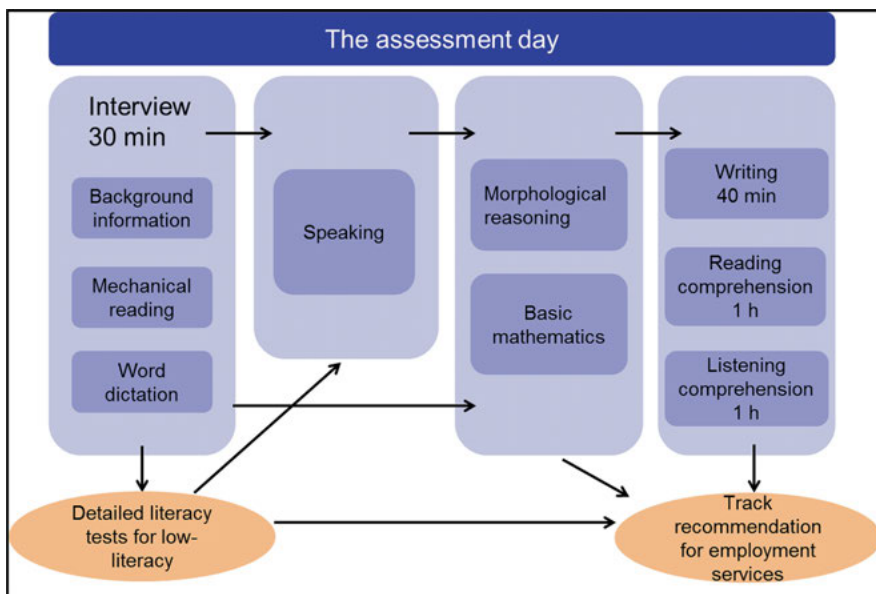 The assessment day
Interview
30 min
Background
information
Mechanical
reading
Word
dictation
Speaking
Morphological
reasoning
Basic
mathematics
Writing
40 min
Reading
comprehension
1 h
Listening
comprehension
1 h
Detailed literacy
tests for low-
literacy
Track
recommendation
for employment
services